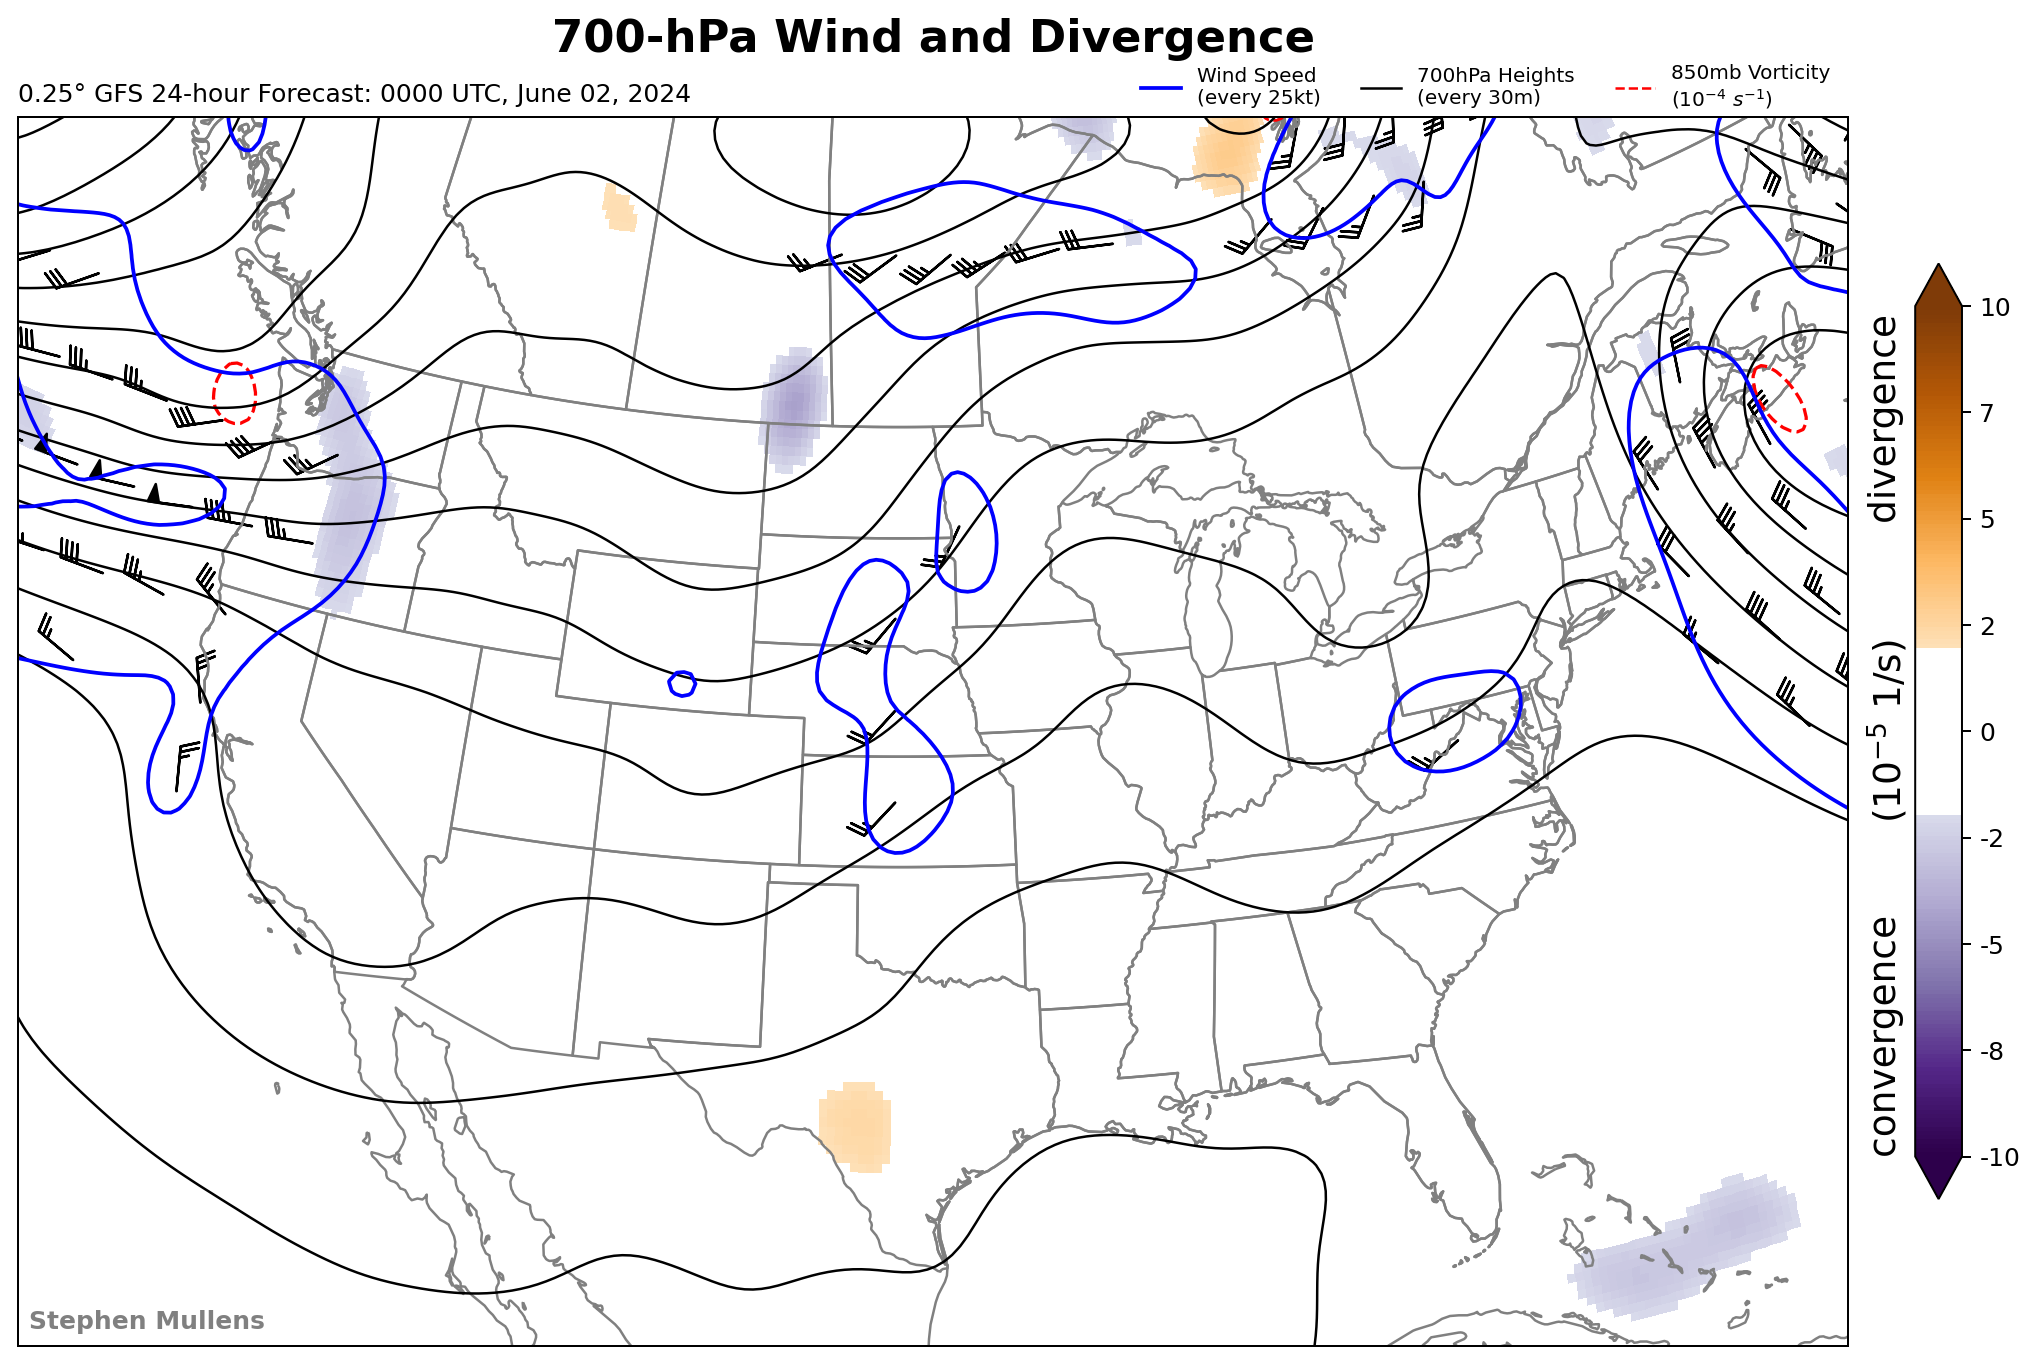 700-hPa Wind and Divergence
0.25° GFS 24-hour Forecast: 0000 UTC, June 02, 2024
Wind Speed
(every 25kt)
700hPa Heights
(every 30m)
850mb Vorticity
(10⁻⁴ s⁻¹)
10
7
5
2
0
-2
-5
-8
-10
convergence (10⁻⁵ 1/s) divergence
Stephen Mullens